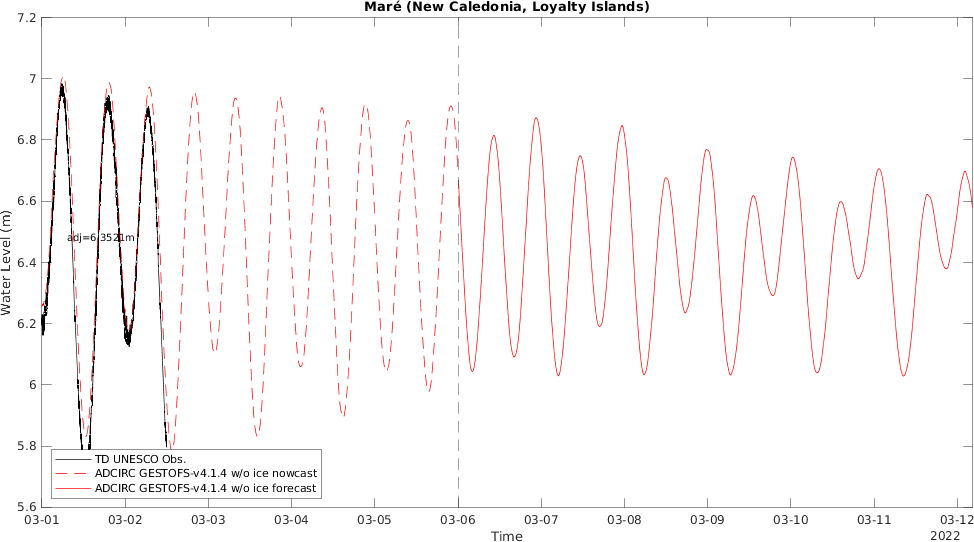 Maré (New Caledonia, Loyalty Islands)
7.2
7
6.8
6.6
6.4
6.2
6
5.8
5.6
Water Level (m)
adj=6.3521m
TD UNESCO Obs.
ADCIRC GESTOFS-v4.1.4 w/o ice nowcast
ADCIRC GESTOFS-v4.1.4 w/o ice forecast
03-01 03-02 03-03 03-04 03-05 03-06 03-07 03-08 03-09 03-10 03-11 03-12
Time
2022